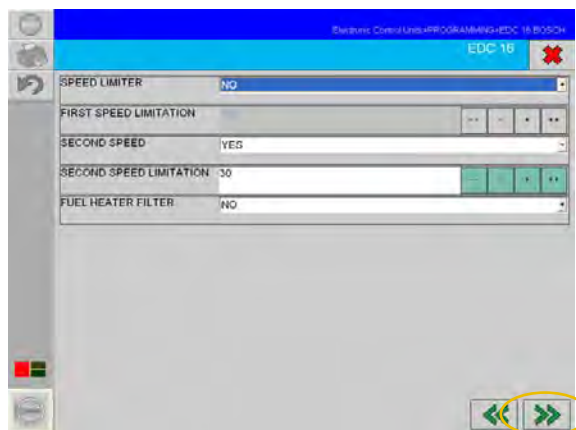 Electronic Control Units»PROGRAMMING»EDC 16 BOSCH
EDC 16
SPEED LIMITER NO
FIRST SPEED LIMITATION
SECOND SPEED YES
SECOND SPEED LIMITATION 30
FUEL HEATER FILTER NO